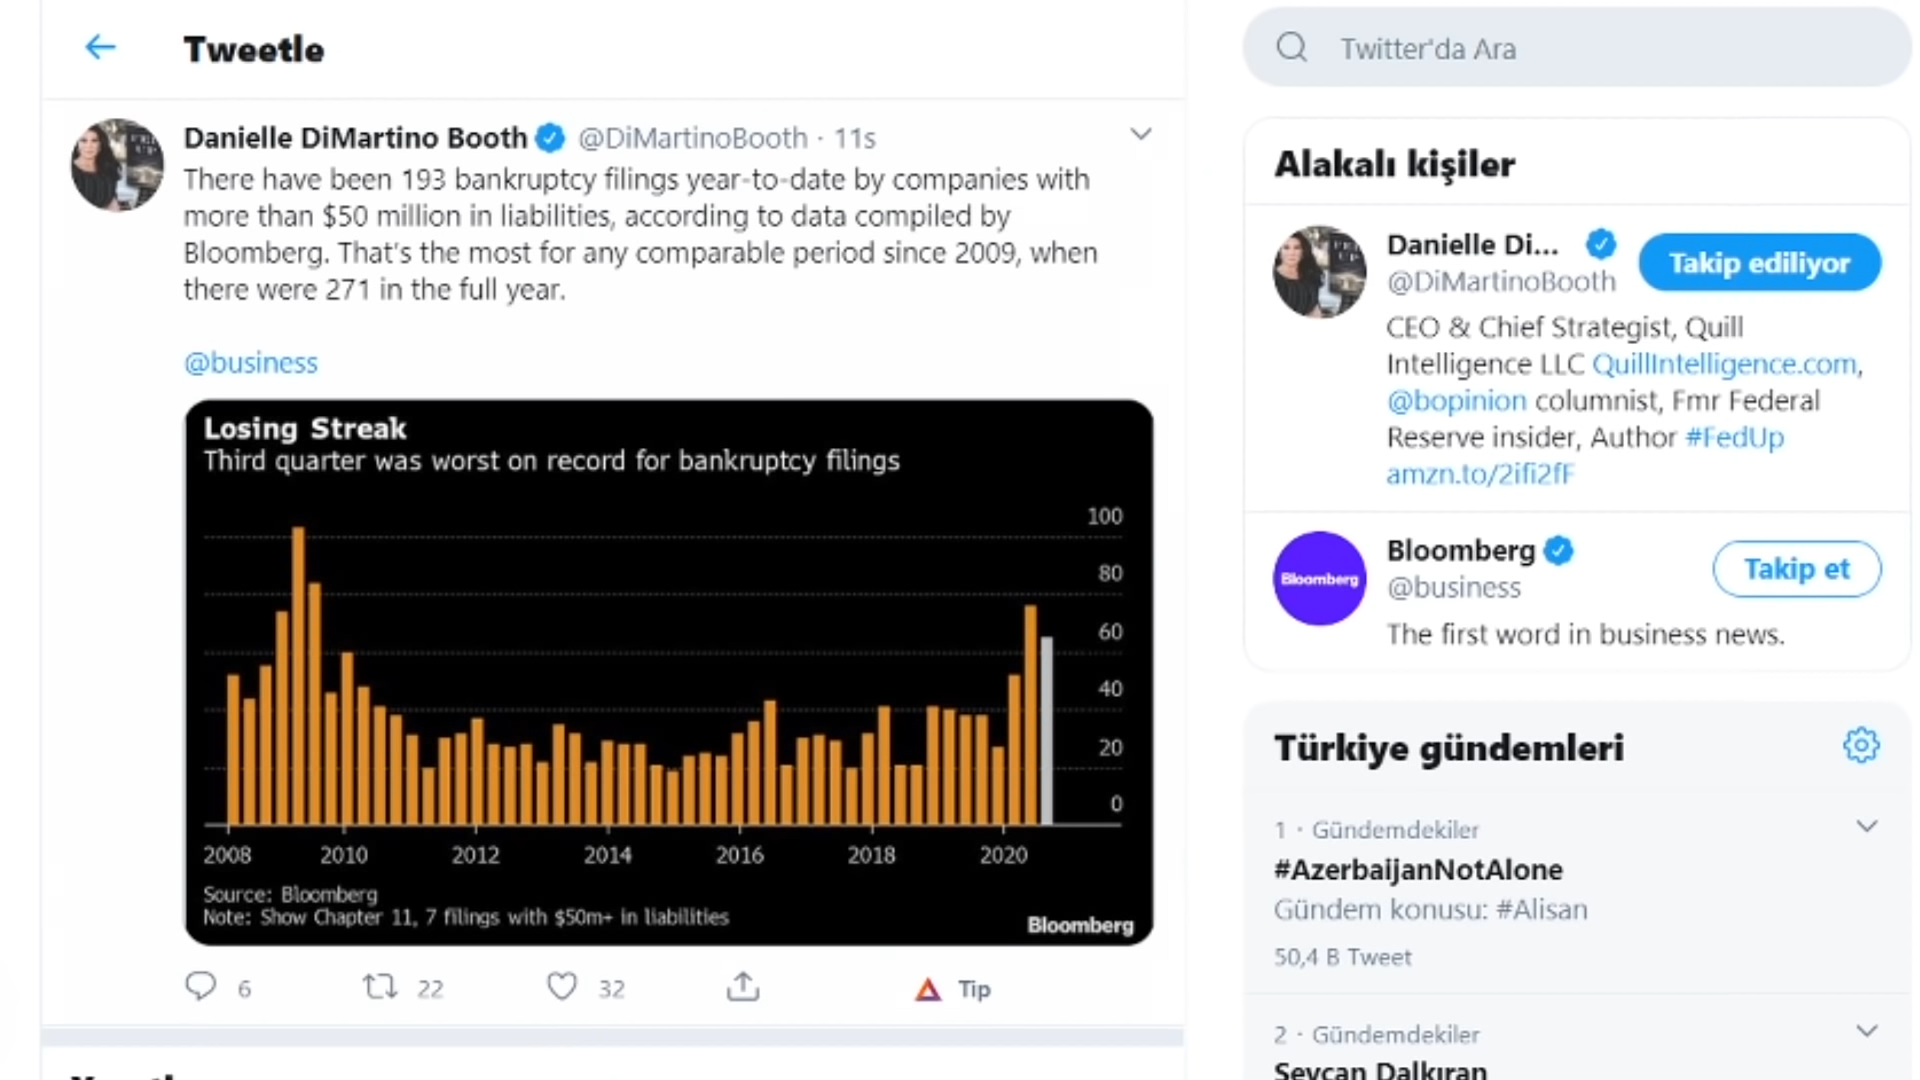 Tweetle
Danielle DiMartino Booth @DiMartinoBooth · 11s
There have been 193 bankruptcy filings year-to-date by companies with
more than $50 million in liabilities, according to data compiled by
Bloomberg. That's the most for any comparable period since 2009, when
there were 271 in the full year.
@business
Losing Streak
Third quarter was worst on record for bankruptcy filings
100
80
60
40
20
0
2008 2010 2012 2014 2016 2018 2020
Source: Bloomberg
Note: Show Chapter 11, 7 filings with $50m+ in liabilities
Bloomberg
6 22 32 Tip
Twitter'da Ara
Alakalı kişiler
Danielle Di...
@DiMartinoBooth
Takip ediliyor
CEO & Chief Strategist, Quill
Intelligence LLC QuillIntelligence.com,
@bopinion columnist, Fmr Federal
Reserve insider, Author #FedUp
amzn.to/2ifi2fF
Bloomberg
Bloomberg
@business
Takip et
The first word in business news.
Türkiye gündemleri
1 · Gündemdekiler
#AzerbaijanNotAlone
Gündem konusu: #Alisan
50,4 B Tweet
2 · Gündemdekiler
Sevcan Dalkıran